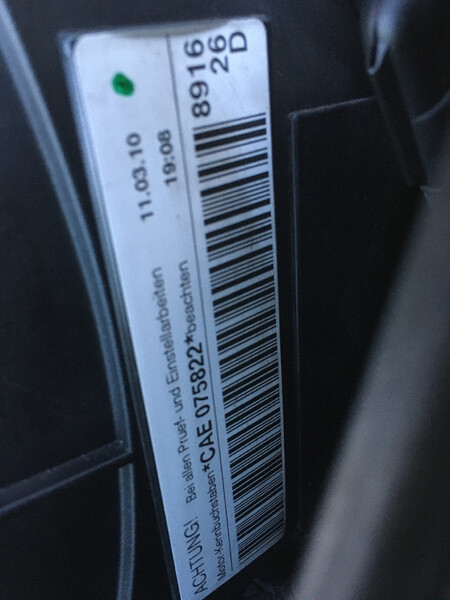 ACHTUNG! Bei allen Pruef- und Einstellarbeiten 11.03.10
Motor.Kennbuchstaben*CAE 075822*beachten 19:08
8916
26
D